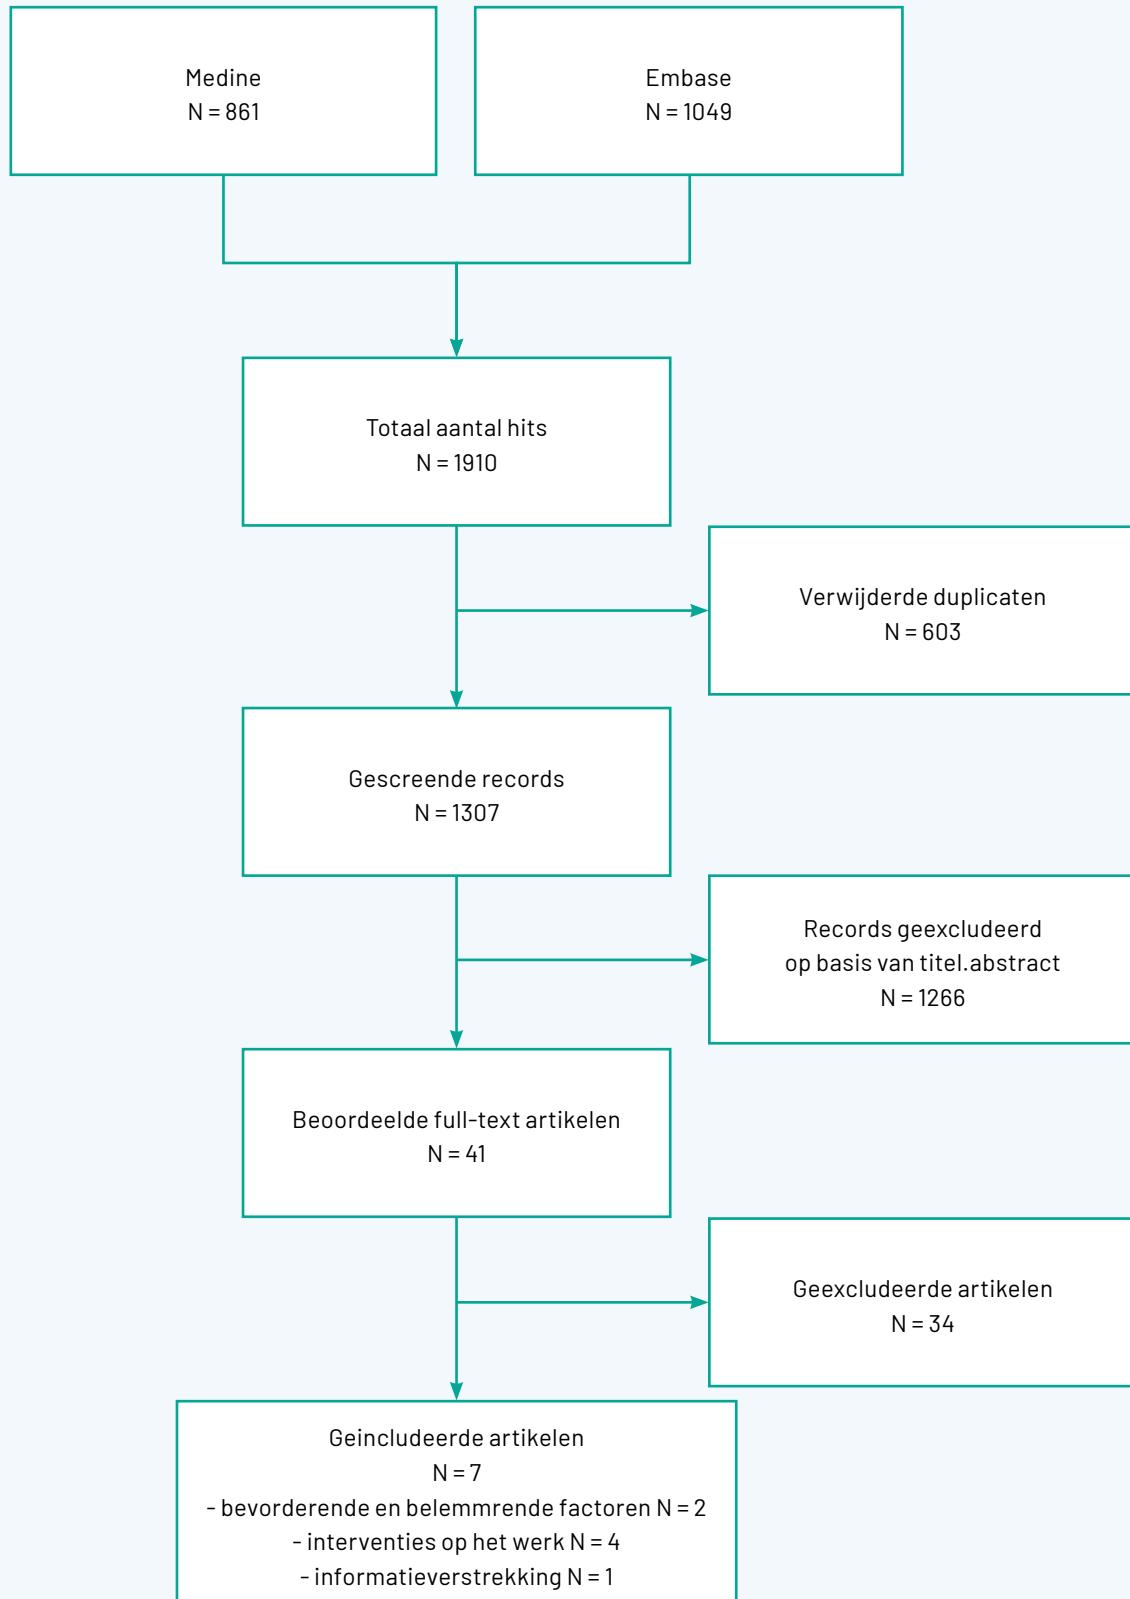 Medine
N = 861
Embase
N = 1049
Totaal aantal hits
N = 1910
Verwijderde duplicaten
N = 603
Gescreende records
N = 1307
Records geexcludeerd
op basis van titel.abstract
N = 1266
Beoordeelde full-text artikelen
N = 41
Geexcludeerde artikelen
N = 34
Geincludeerde artikelen
N = 7
- bevorderende en belemmrende factoren N = 2
- interventies op het werk N = 4
- informatieverstrekking N = 1